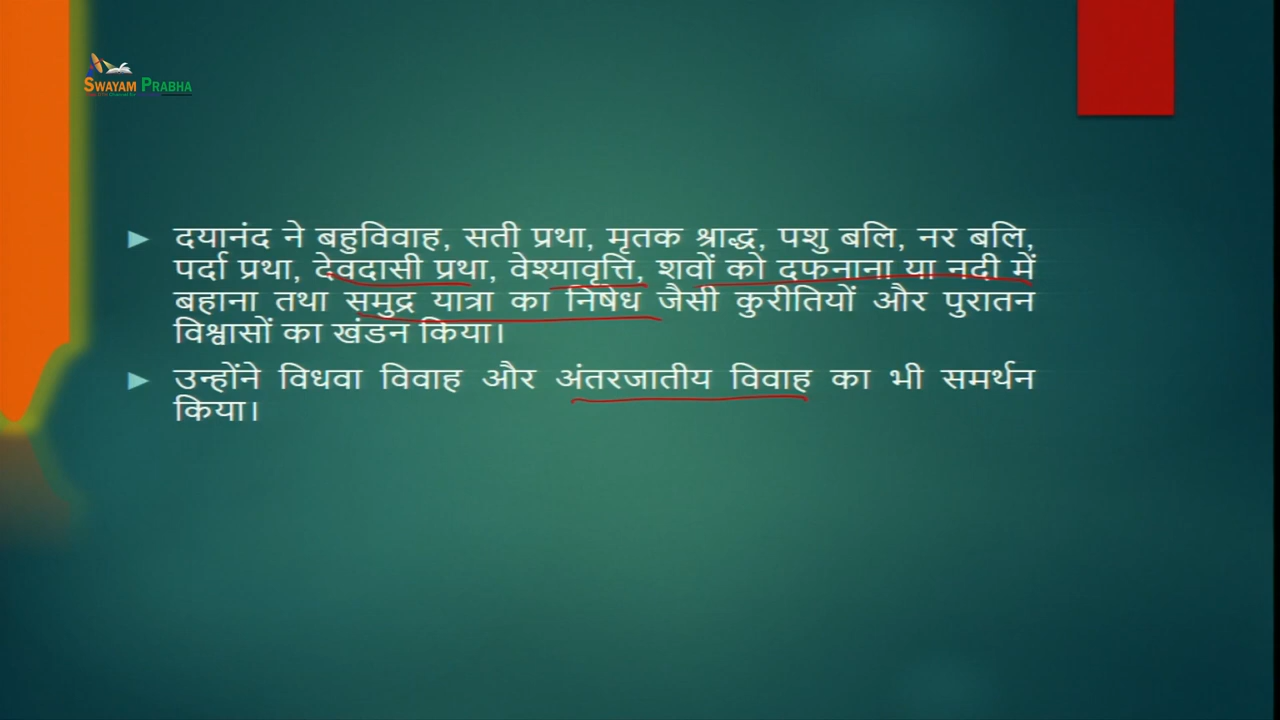 SWAYAM PRABHA
दयानंद ने बहुविवाह, सती प्रथा, मृतक श्राद्ध, पशु बलि, नर बलि,
पर्दा प्रथा, देवदासी प्रथा, वेश्यावृत्ति, शवों को दफनाना या नदी में
बहाना तथा समुद्र यात्रा का निषेध जैसी कुरीतियों और पुरातन
विश्वासों का खंडन किया।
उन्होंने विधवा विवाह और अंतरजातीय विवाह का भी समर्थन
किया।